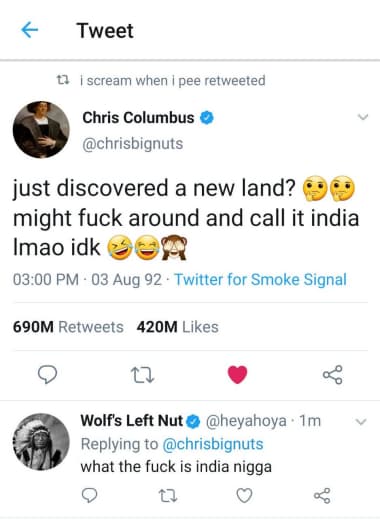 Tweet
i scream when i pee retweeted
Chris Columbus
@chrisbignuts
just discovered a new land? 🤔🤔
might fuck around and call it india
lmao idk 🤣😂🙈
03:00 PM · 03 Aug 92 · Twitter for Smoke Signal
690M Retweets 420M Likes
Wolf's Left Nut @heyahoya · 1m
Replying to @chrisbignuts
what the fuck is india nigga